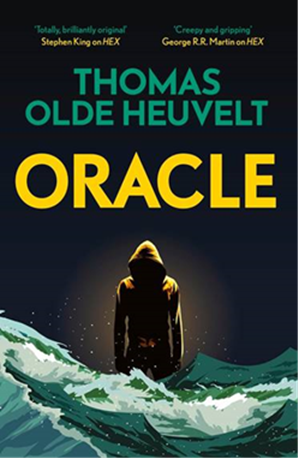 'Totally, brilliantly original'
Stephen King on HEX
'Creepy and gripping'
George R.R. Martin on HEX
THOMAS
OLDE HEUVELT
ORACLE